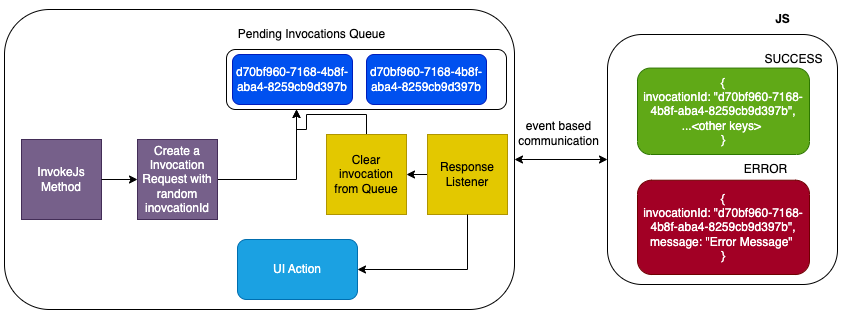 JS
Pending Invocations Queue
d70bf960-7168-4b8f-
aba4-8259cb9d397b
d70bf960-7168-4b8f-
aba4-8259cb9d397b
InvokeJs
Method
Create a
Invocation
Request with
random
inovcationId
Clear
invocation
from Queue
Response
Listener
UI Action
event based
communication
SUCCESS
{
invocationId: "d70bf960-7168-
4b8f-aba4-8259cb9d397b",
...<other keys>
}
ERROR
{
invocationId: "d70bf960-7168-
4b8f-aba4-8259cb9d397b",
message: "Error Message"
}